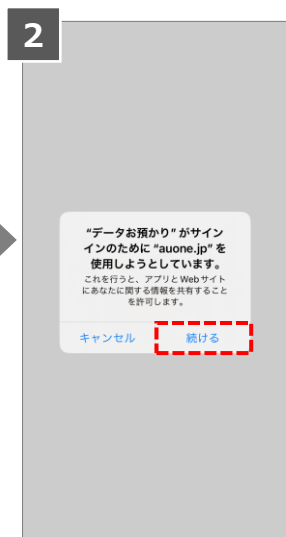 2
“データお預かり” がサイン
インのために “auone.jp” を
使用しようとしています。
これを行うと、アプリとWebサイト
にあなたに関する情報を共有すること
を許可します。
キャンセル
続ける